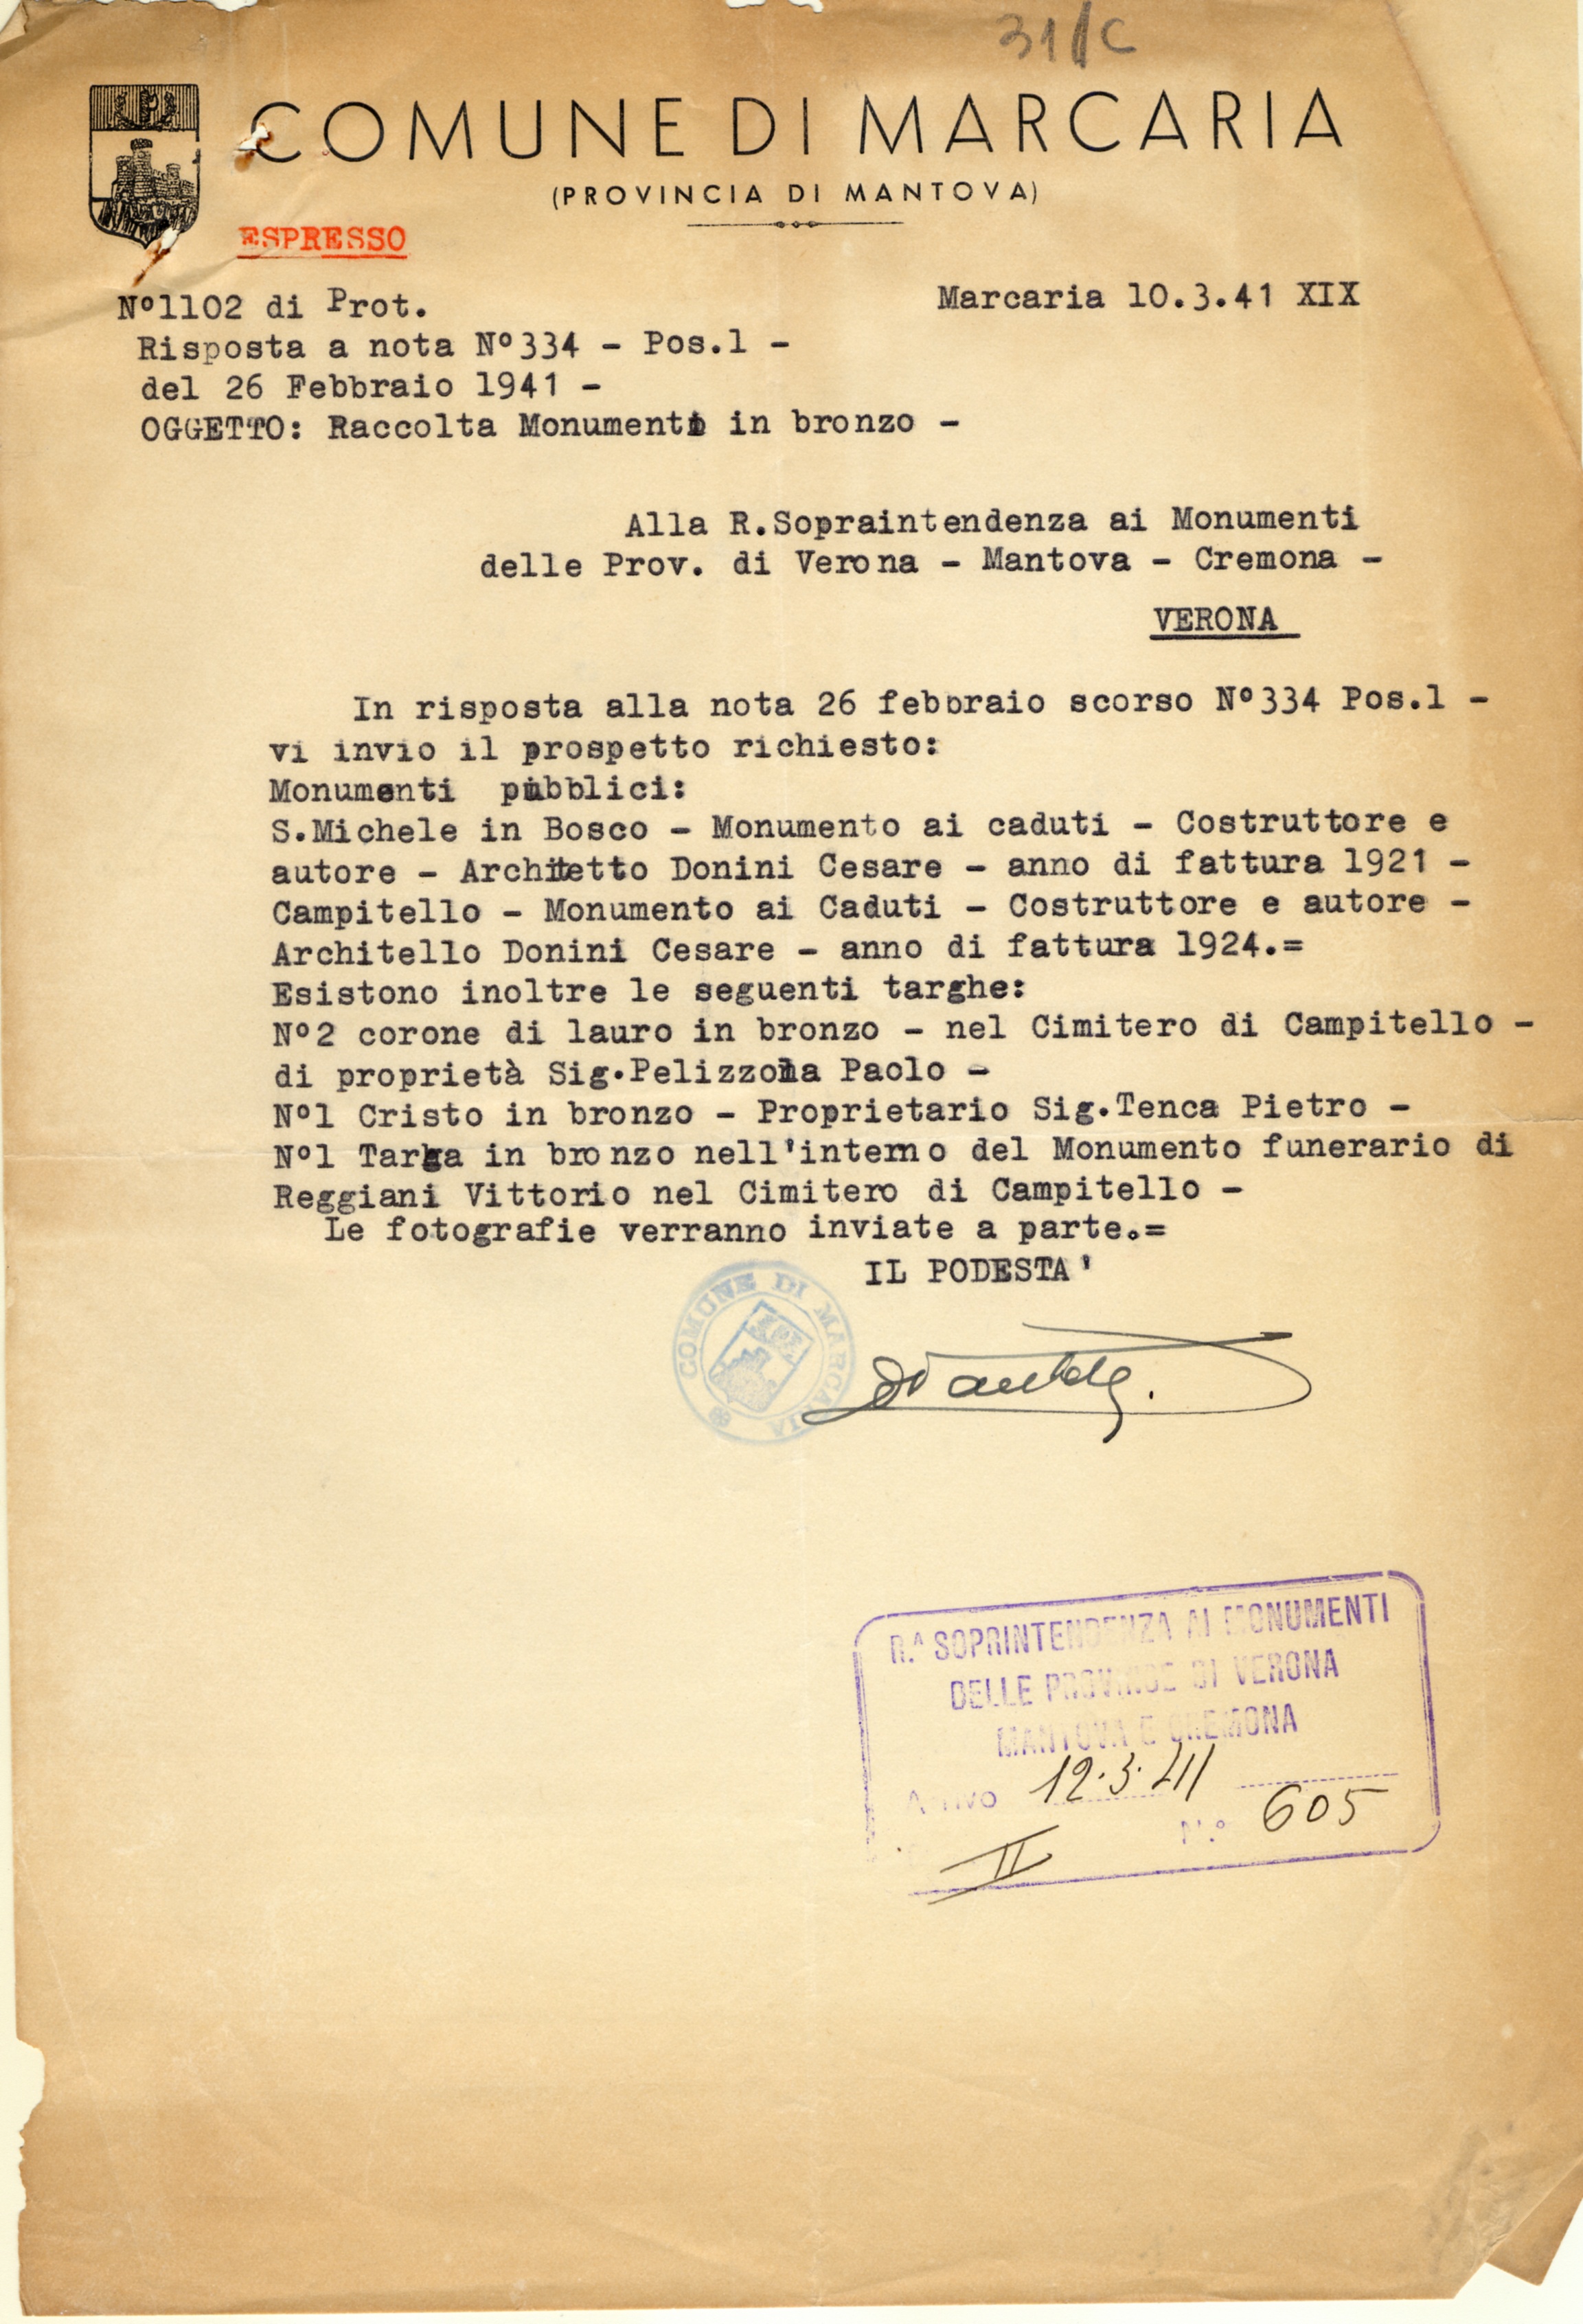 31/C
COMUNE DI MARCARIA
(PROVINCIA DI MANTOVA)
ESPRESSO
Nº1102 di Prot.
Marcaria 10.3.41 XIX
Risposta a nota Nº334 - Pos.1 -
del 26 Febbraio 1941 -
OGGETTO: Raccolta Monumenti in bronzo -
Alla R.Sopraintendenza ai Monumenti
delle Prov. di Verona - Mantova - Cremona -
VERONA
In risposta alla nota 26 febbraio scorso Nº334 Pos.1 -
vi invio il prospetto richiesto:
Monumenti pubblici:
S.Michele in Bosco - Monumento ai caduti - Costruttore e
autore - Architetto Donini Cesare - anno di fattura 1921 -
Campitello - Monumento ai Caduti - Costruttore e autore -
Architello Donini Cesare - anno di fattura 1924.=
Esistono inoltre le seguenti targhe:
Nº2 corone di lauro in bronzo - nel Cimitero di Campitello -
di proprietà Sig.Pelizzola Paolo -
Nº1 Cristo in bronzo - Proprietario Sig.Tenca Pietro -
Nº1 Targa in bronzo nell'interno del Monumento funerario di
Reggiani Vittorio nel Cimitero di Campitello -
Le fotografie verranno inviate a parte.=
IL PODESTA'
COMUNE DI MARCARIA
R.A SOPRINTENDENZA AI MONUMENTI
DELLE PROVINCE DI VERONA
MANTOVA E CREMONA
Arrivo 12.3.41
N.º 605
II